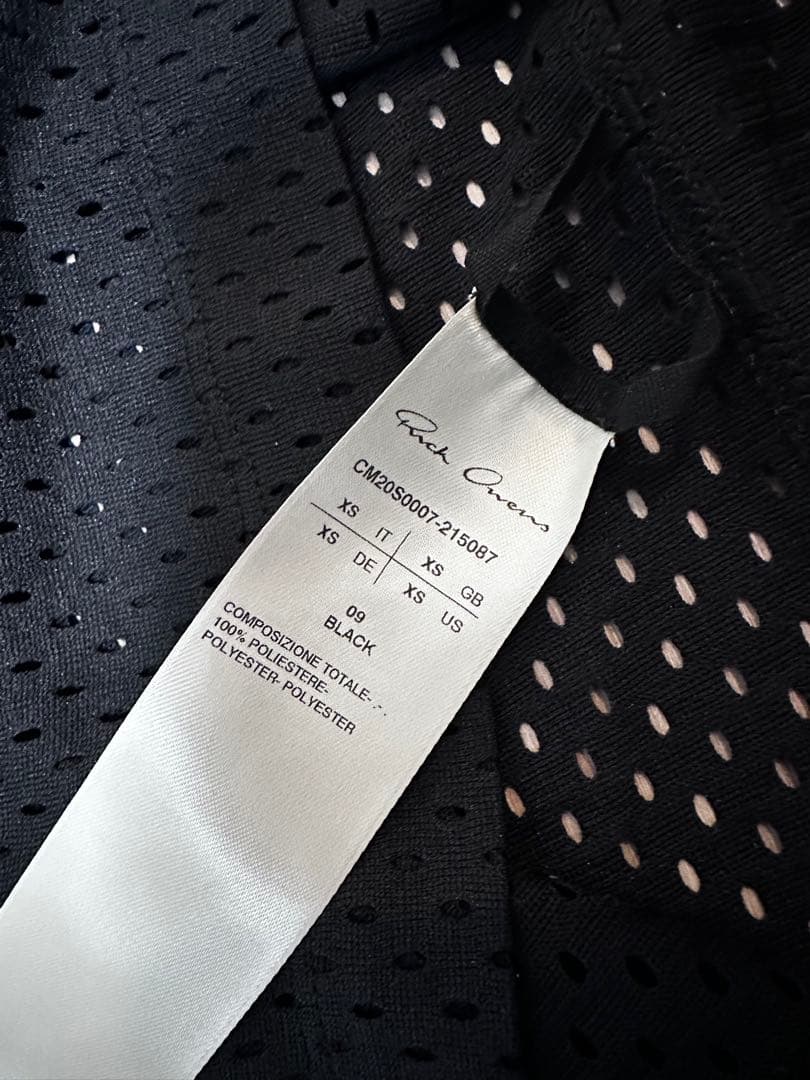 Rick Owens
CM20S0007-215087
XS IT XS GB
XS DE XS US
09
BLACK
COMPOSIZIONE TOTALE- .- .
100% POLIESTERE-
POLYESTER- POLYESTER